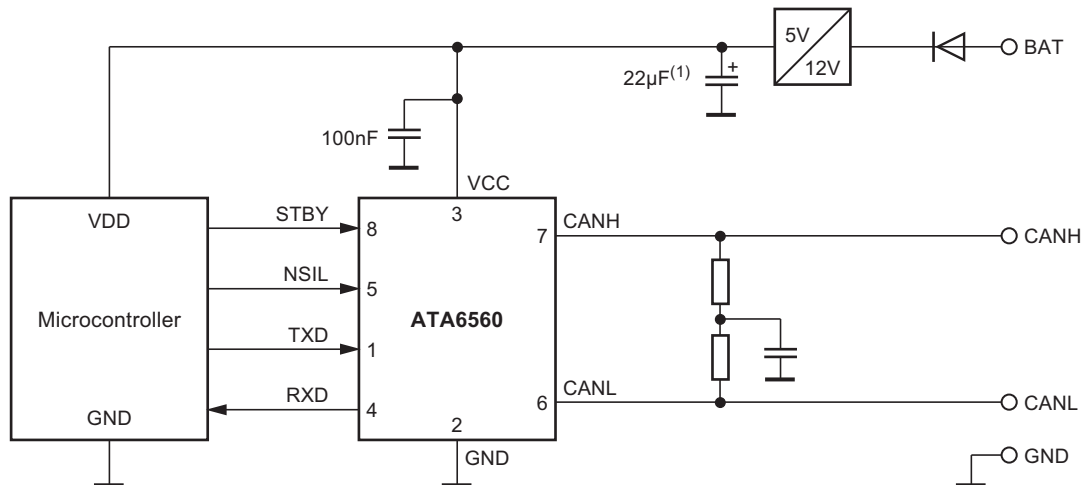 5V
12V
BAT
22µF(1)
+
100nF
VCC
3
VDD
STBY
8
CANH
7
CANH
NSIL
5
Microcontroller
ATA6560
TXD
1
RXD
4
CANL
6
CANL
GND
2
GND
GND